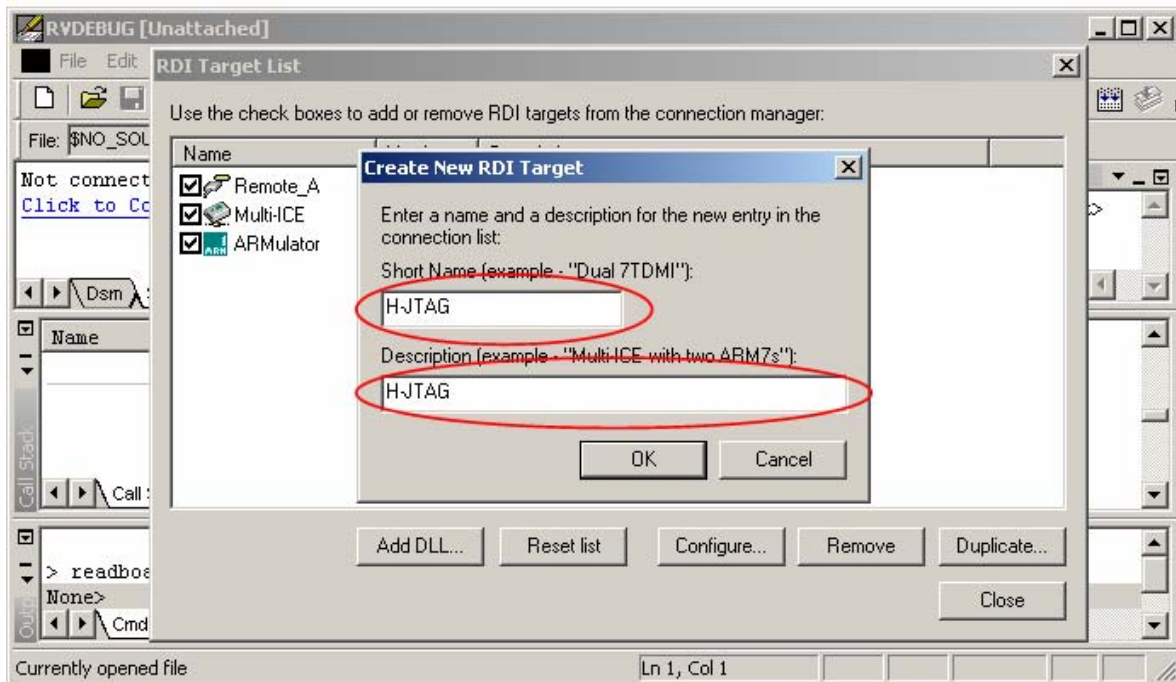 RVDEBUG [Unattached]
File Edit
RDI Target List
Use the check boxes to add or remove RDI targets from the connection manager:
File: $NO_SOU
Name
Not connect
Click to Co
Remote_A
Multi-ICE
ARMulator
Create New RDI Target
Enter a name and a description for the new entry in the
connection list:
Short Name (example - "Dual 7TDMI"):
H-JTAG
Description (example - "Multi-ICE with two ARM7s"):
H-JTAG
OK Cancel
Dsm
Name
Call Stack
Call
Add DLL... Reset list Configure... Remove Duplicate...
Close
> readboa
None>
Cmd
Currently opened file Ln 1, Col 1